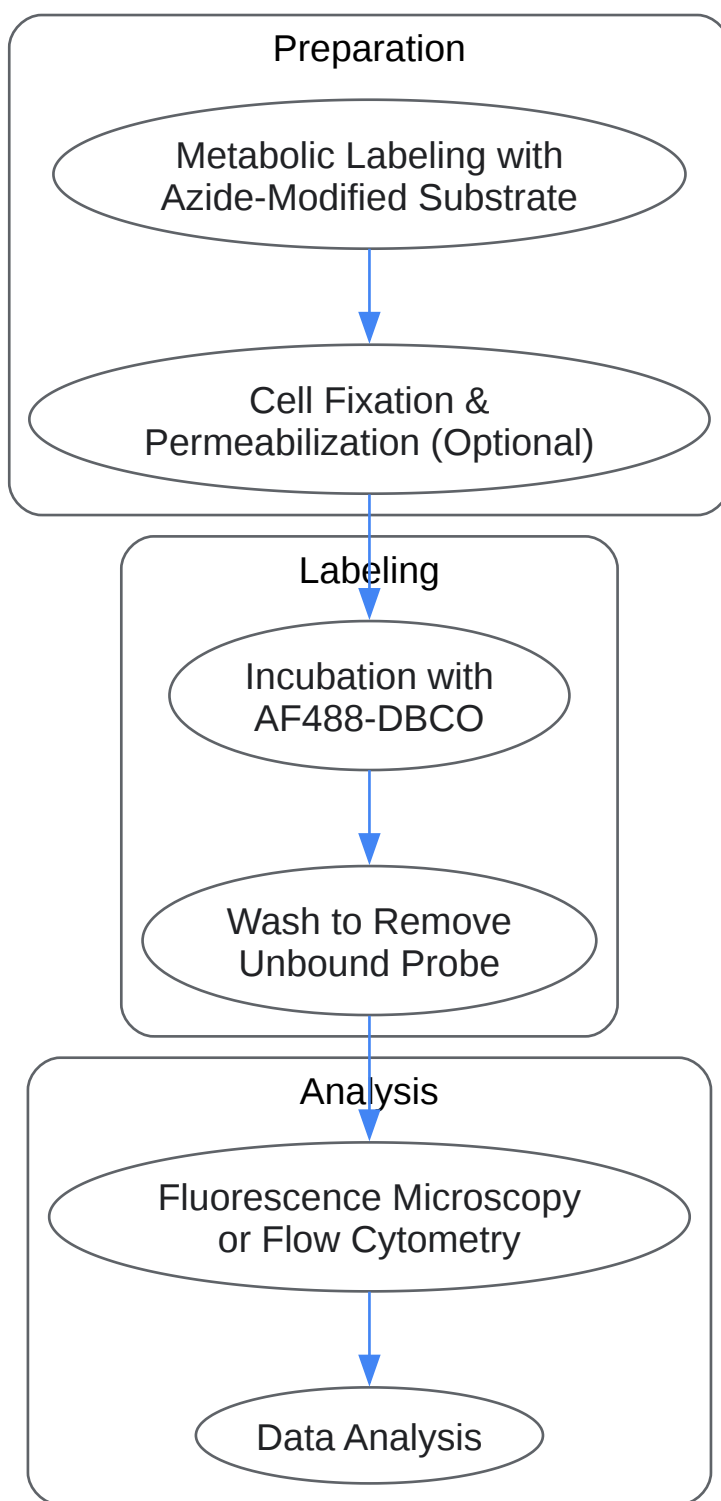 Preparation
Metabolic Labeling with
Azide-Modified Substrate
Cell Fixation &
Permeabilization (Optional)
Labeling
Incubation with
AF488-DBCO
Wash to Remove
Unbound Probe
Analysis
Fluorescence Microscopy
or Flow Cytometry
Data Analysis